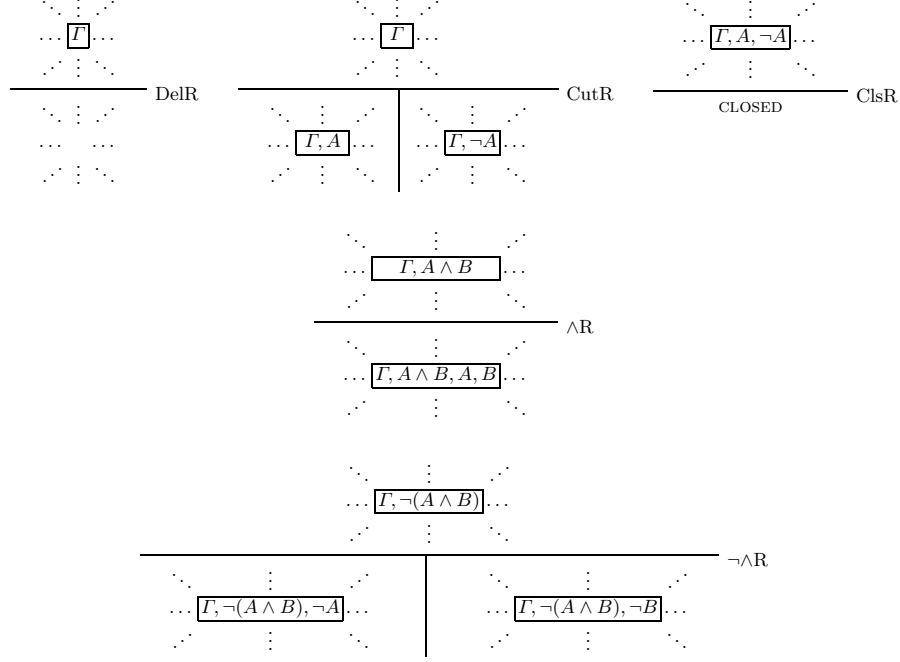 Γ Γ Γ, A, ¬A
DelR CutR ClsR
CLOSED
Γ, A Γ, ¬A
Γ, A ∧ B
∧R
Γ, A ∧ B, A, B
Γ, ¬(A ∧ B)
¬∧R
Γ, ¬(A ∧ B), ¬A Γ, ¬(A ∧ B), ¬B